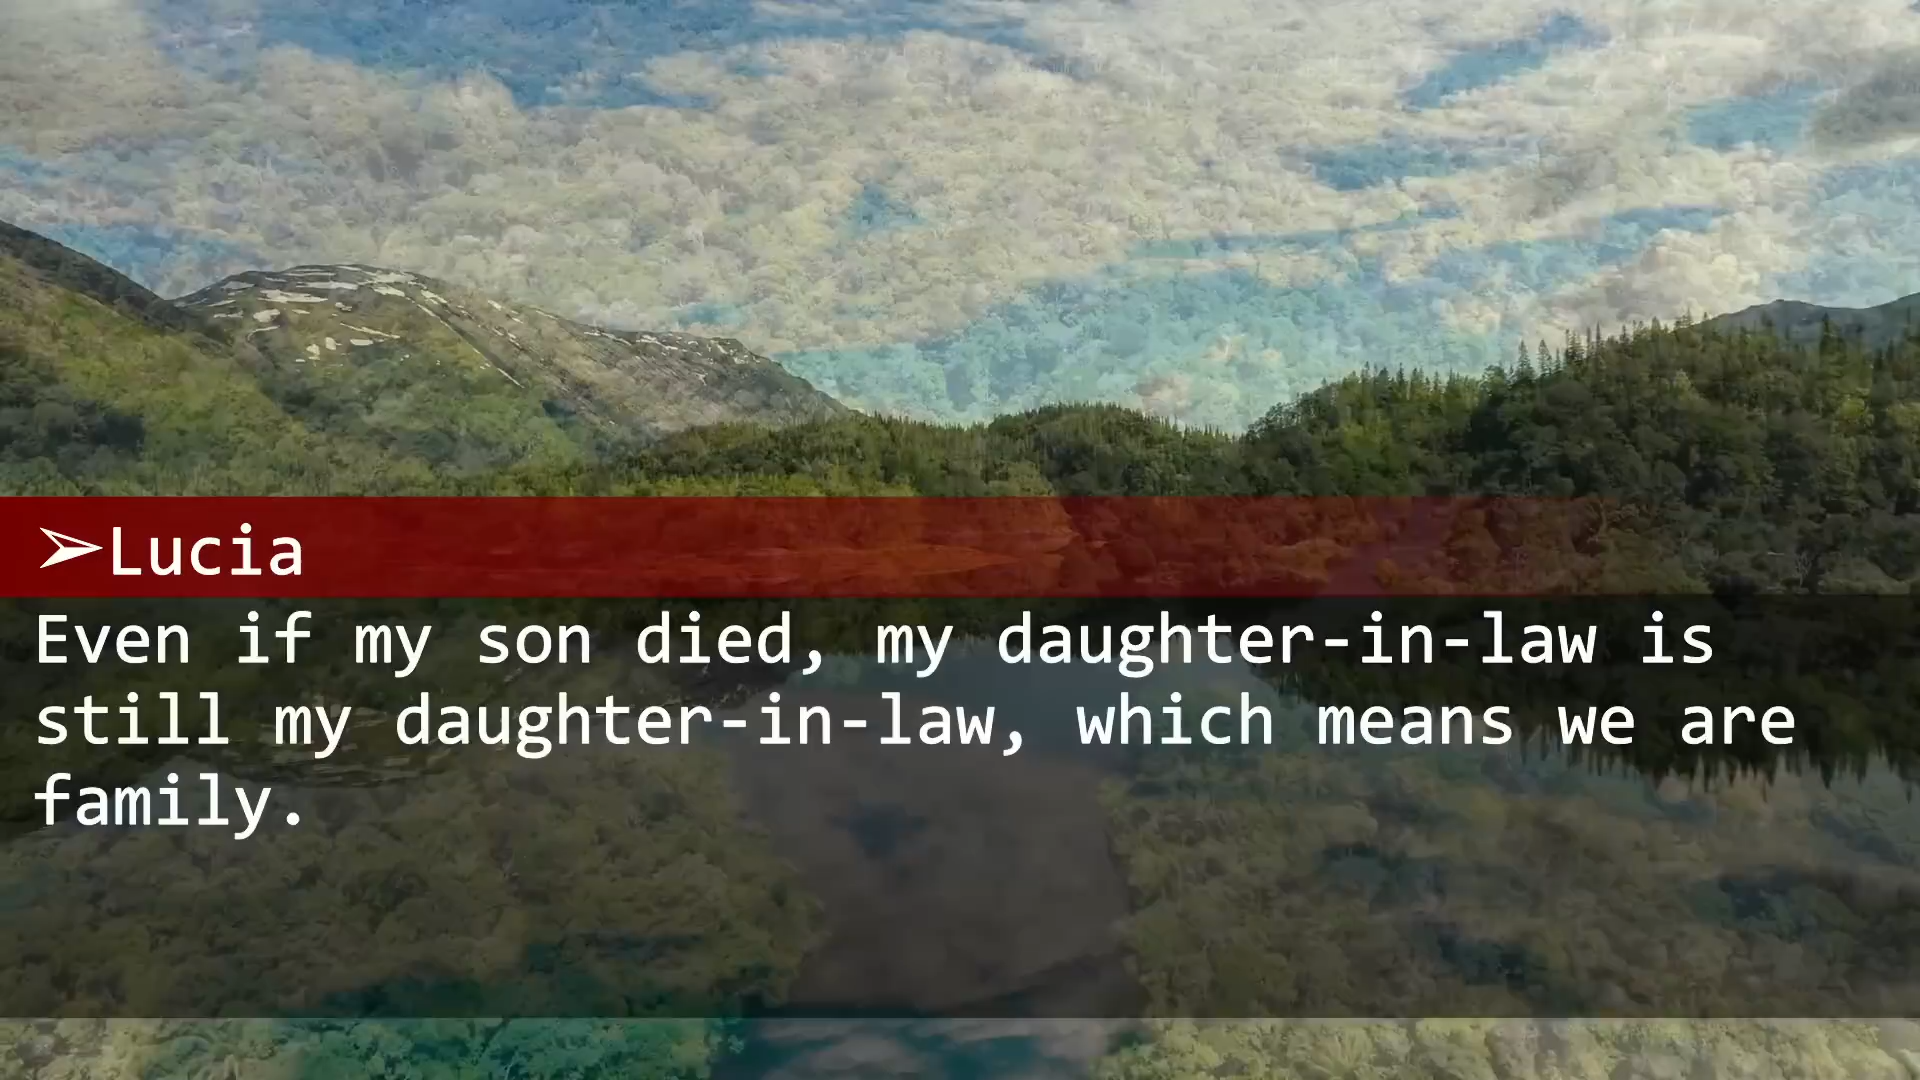 ➢Lucia
Even if my son died, my daughter-in-law is
still my daughter-in-law, which means we are
family.